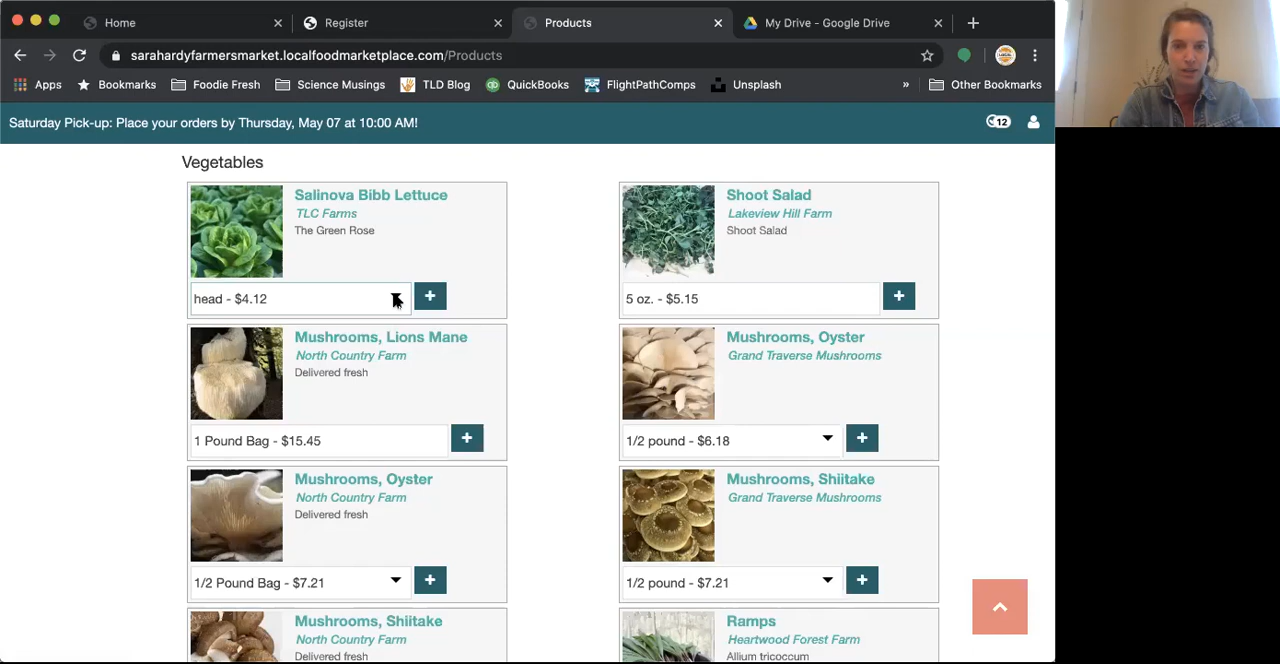 Home
Register
Products
My Drive - Google Drive
sarahardyfarmersmarket.localfoodmarketplace.com/Products
Apps
Bookmarks
Foodie Fresh
Science Musings
TLD Blog
QuickBooks
FlightPathComps
Unsplash
»
Other Bookmarks
Saturday Pick-up: Place your orders by Thursday, May 07 at 10:00 AM!
12
Vegetables
Salinova Bibb Lettuce
TLC Farms
The Green Rose
head - $4.12
+
Shoot Salad
Lakeview Hill Farm
Shoot Salad
5 oz. - $5.15
+
Mushrooms, Lions Mane
North Country Farm
Delivered fresh
1 Pound Bag - $15.45
+
Mushrooms, Oyster
Grand Traverse Mushrooms
1/2 pound - $6.18
+
Mushrooms, Oyster
North Country Farm
Delivered fresh
1/2 Pound Bag - $7.21
+
Mushrooms, Shiitake
Grand Traverse Mushrooms
1/2 pound - $7.21
+
Mushrooms, Shiitake
North Country Farm
Delivered fresh
Ramps
Heartwood Forest Farm
Allium tricoccum